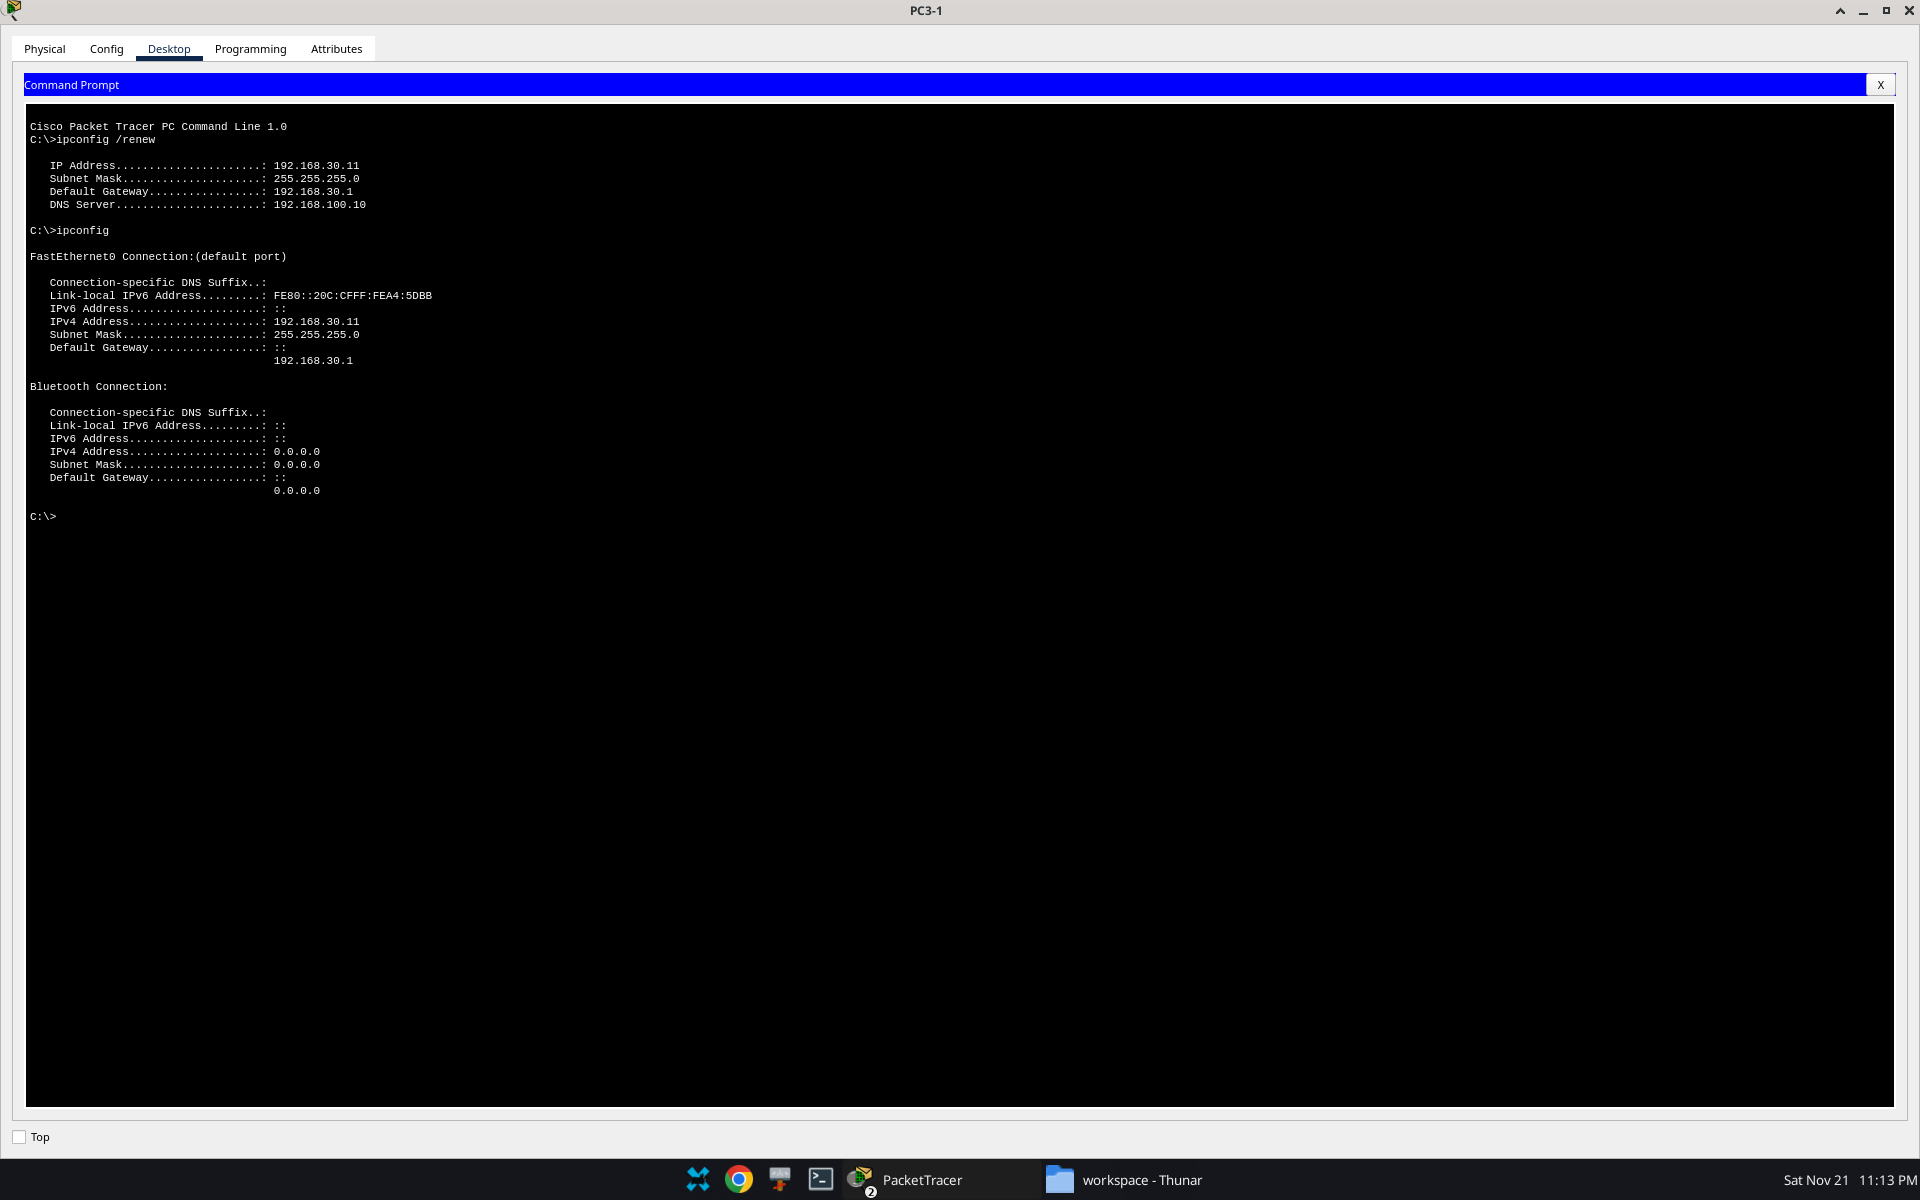 PC3-1
Physical Config Desktop Programming Attributes
Command Prompt X
Cisco Packet Tracer PC Command Line 1.0
C:\>ipconfig /renew
IP Address......................: 192.168.30.11
Subnet Mask.....................: 255.255.255.0
Default Gateway.................: 192.168.30.1
DNS Server......................: 192.168.100.10
C:\>ipconfig
FastEthernet0 Connection:(default port)
Connection-specific DNS Suffix..:
Link-local IPv6 Address.........: FE80::20C:CFFF:FEA4:5DBB
IPv6 Address....................: ::
IPv4 Address....................: 192.168.30.11
Subnet Mask.....................: 255.255.255.0
Default Gateway.................: ::
192.168.30.1
Bluetooth Connection:
Connection-specific DNS Suffix..:
Link-local IPv6 Address.........: ::
IPv6 Address....................: ::
IPv4 Address....................: 0.0.0.0
Subnet Mask.....................: 0.0.0.0
Default Gateway.................: ::
0.0.0.0
C:\>
Top
2 PacketTracer workspace - Thunar Sat Nov 21 11:13 PM